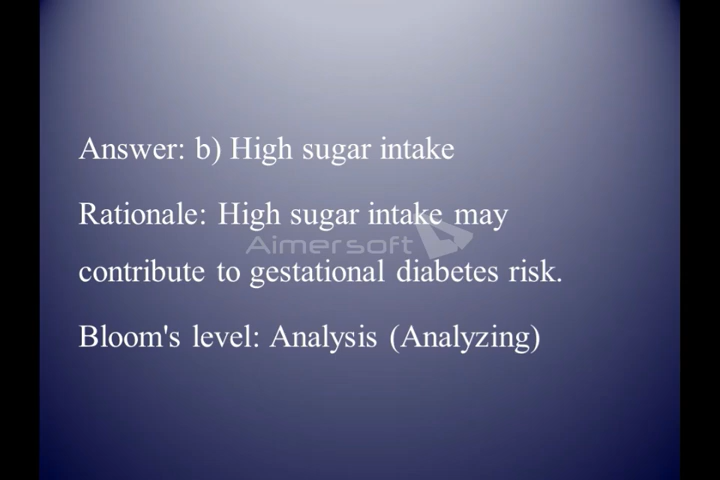 Answer: b) High sugar intake
Rationale: High sugar intake may
Aimersoft
contribute to gestational diabetes risk.
Bloom's level: Analysis (Analyzing)